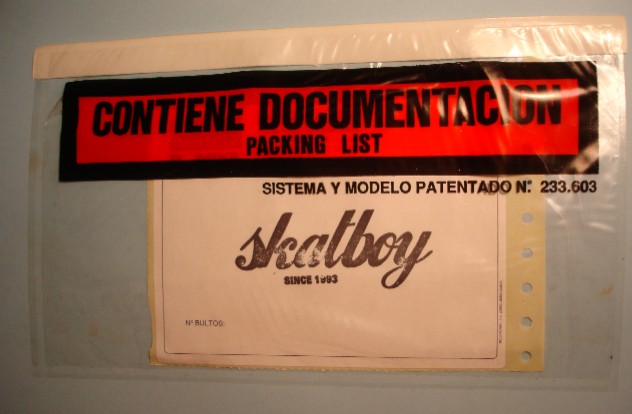 CONTIENE DOCUMENTACION
PACKING LIST
SISTEMA Y MODELO PATENTADO N.º 233.603
skatboy
SINCE 1993
Nº BULTOS: